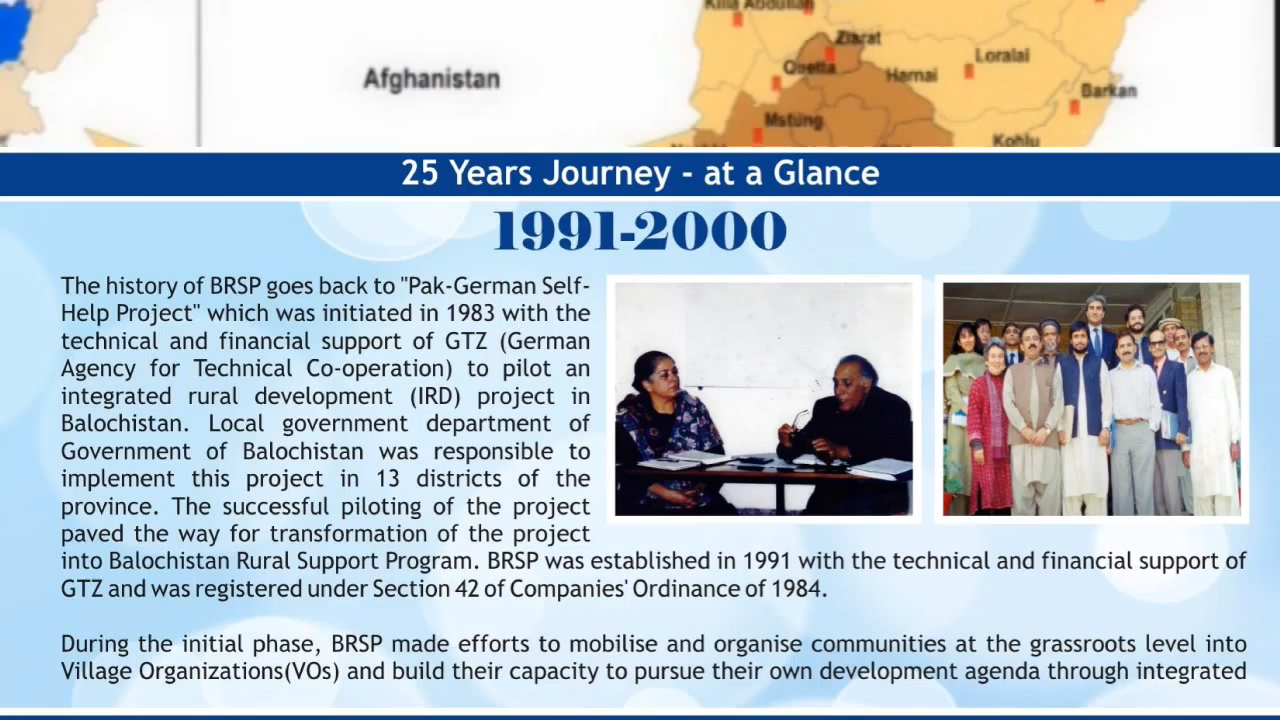 Killa Abdullah
Ziarat
Loralai
Afghanistan
Quetta
Harnai
Barkan
Mstung
Kohlu
25 Years Journey - at a Glance
1991-2000
The history of BRSP goes back to "Pak-German Self-
Help Project" which was initiated in 1983 with the
technical and financial support of GTZ (German
Agency for Technical Co-operation) to pilot an
integrated rural development (IRD) project in
Balochistan. Local government department of
Government of Balochistan was responsible to
implement this project in 13 districts of the
province. The successful piloting of the project
paved the way for transformation of the project
into Balochistan Rural Support Program. BRSP was established in 1991 with the technical and financial support of
GTZ and was registered under Section 42 of Companies' Ordinance of 1984.
During the initial phase, BRSP made efforts to mobilise and organise communities at the grassroots level into
Village Organizations(VOs) and build their capacity to pursue their own development agenda through integrated